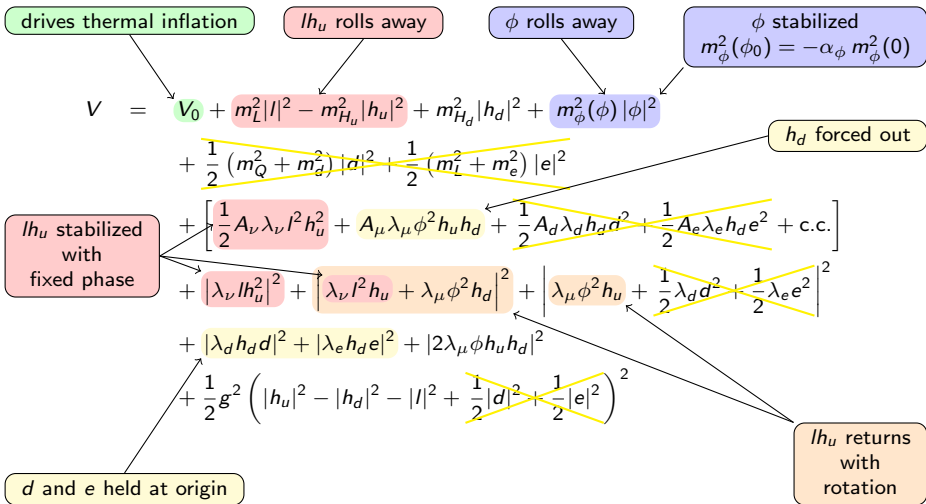 drives thermal inflation
lh_u rolls away
ϕ rolls away
ϕ stabilized
m_ϕ^2(ϕ_0) = −α_ϕ m_ϕ^2(0)
V = V_0 + m_L^2|l|^2 − m_{H_u}^2|h_u|^2 + m_{H_d}^2|h_d|^2 + m_ϕ^2(ϕ) |ϕ|^2
h_d forced out
+ 1/2 (m_Q^2 + m_d^2) |d|^2 + 1/2 (m_L^2 + m_e^2) |e|^2
+ [1/2 A_ν λ_ν l^2 h_u^2 + A_μ λ_μ ϕ^2 h_u h_d + 1/2 A_d λ_d h_d d^2 + 1/2 A_e λ_e h_d e^2 + c.c.]
lh_u stabilized
with
fixed phase
+ |λ_ν l h_u^2|^2 + |λ_ν l^2 h_u + λ_μ ϕ^2 h_d|^2 + |λ_μ ϕ^2 h_u + 1/2 λ_d d^2 + 1/2 λ_e e^2|^2
+ |λ_d h_d d|^2 + |λ_e h_d e|^2 + |2λ_μ ϕ h_u h_d|^2
+ 1/2 g^2 (|h_u|^2 − |h_d|^2 − |l|^2 + 1/2|d|^2 + 1/2|e|^2)^2
lh_u returns
with
rotation
d and e held at origin